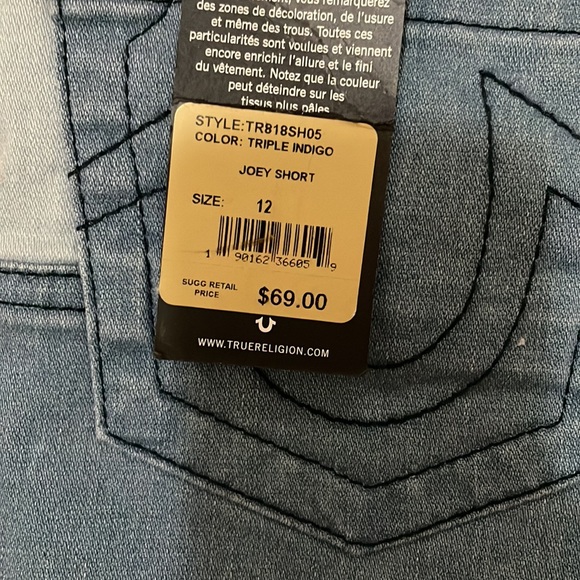 vous remarquerez
des zones de décoloration, de l'usure
et même des trous. Toutes ces
particularités sont voulues et viennent
encore enrichir l'allure et le fini
du vêtement. Notez que la couleur
peut déteindre sur les
tissus plus pâles
STYLE:TRB18SH05
COLOR: TRIPLE INDIGO
JOEY SHORT
SIZE: 12
1 90162 36605 9
SUGG RETAIL
PRICE $69.00
WWW.TRUERELIGION.COM